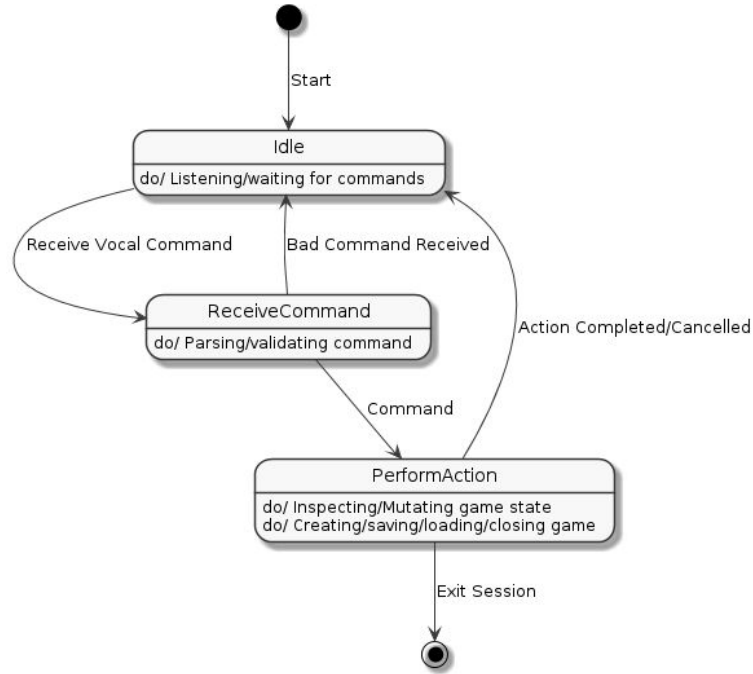 Start
Idle
do/ Listening/waiting for commands
Receive Vocal Command
Bad Command Received
ReceiveCommand
do/ Parsing/validating command
Action Completed/Cancelled
Command
PerformAction
do/ Inspecting/Mutating game state
do/ Creating/saving/loading/closing game
Exit Session